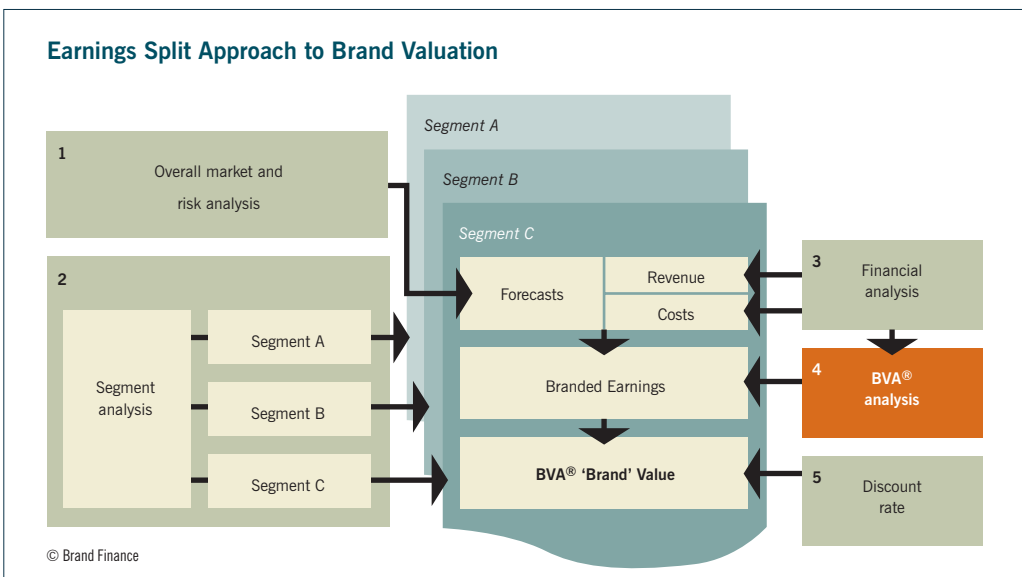 Earnings Split Approach to Brand Valuation
1
Overall market and
risk analysis
2
Segment
analysis
Segment A
Segment B
Segment C
Segment A
Segment B
Segment C
Forecasts
Revenue
Costs
Branded Earnings
BVA® ‘Brand’ Value
3
Financial
analysis
4
BVA®
analysis
5
Discount
rate
© Brand Finance